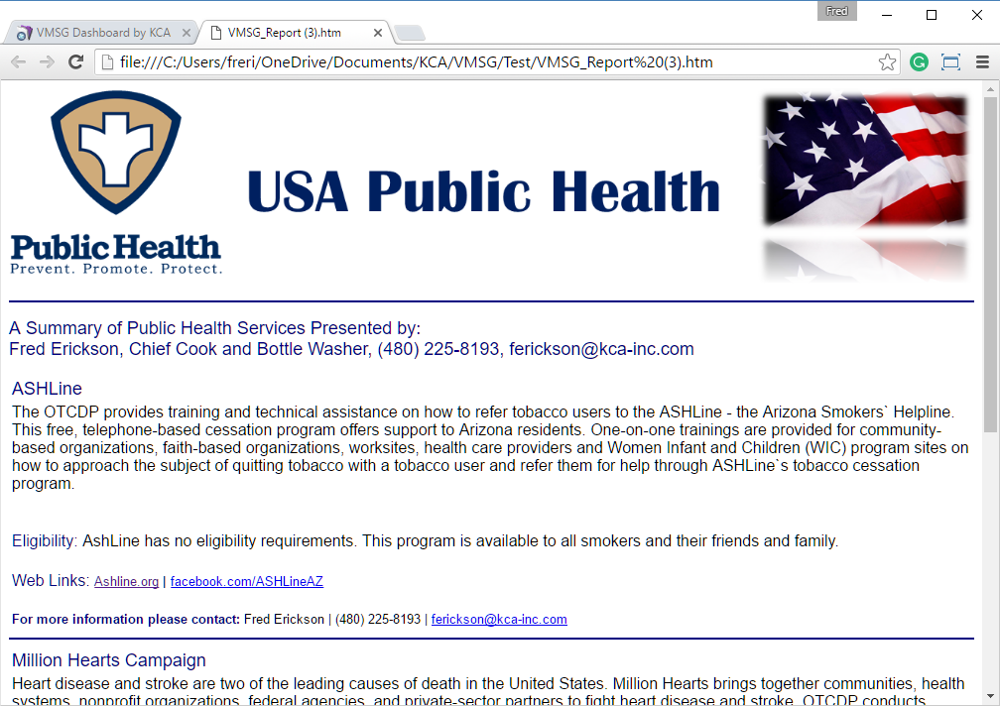 Fred
VMSG Dashboard by KCA
VMSG_Report (3).htm
file:///C:/Users/freri/OneDrive/Documents/KCA/VMSG/Test/VMSG_Report%20(3).htm
USA Public Health
Public Health
Prevent. Promote. Protect.
A Summary of Public Health Services Presented by:
Fred Erickson, Chief Cook and Bottle Washer, (480) 225-8193, ferickson@kca-inc.com
ASHLine
The OTCDP provides training and technical assistance on how to refer tobacco users to the ASHLine - the Arizona Smokers` Helpline.
This free, telephone-based cessation program offers support to Arizona residents. One-on-one trainings are provided for community-
based organizations, faith-based organizations, worksites, health care providers and Women Infant and Children (WIC) program sites on
how to approach the subject of quitting tobacco with a tobacco user and refer them for help through ASHLine`s tobacco cessation
program.
Eligibility: AshLine has no eligibility requirements. This program is available to all smokers and their friends and family.
Web Links: Ashline.org | facebook.com/ASHLineAZ
For more information please contact: Fred Erickson | (480) 225-8193 | ferickson@kca-inc.com
Million Hearts Campaign
Heart disease and stroke are two of the leading causes of death in the United States. Million Hearts brings together communities, health
systems, nonprofit organizations, federal agencies, and private-sector partners to fight heart disease and stroke. OTCDP conducts